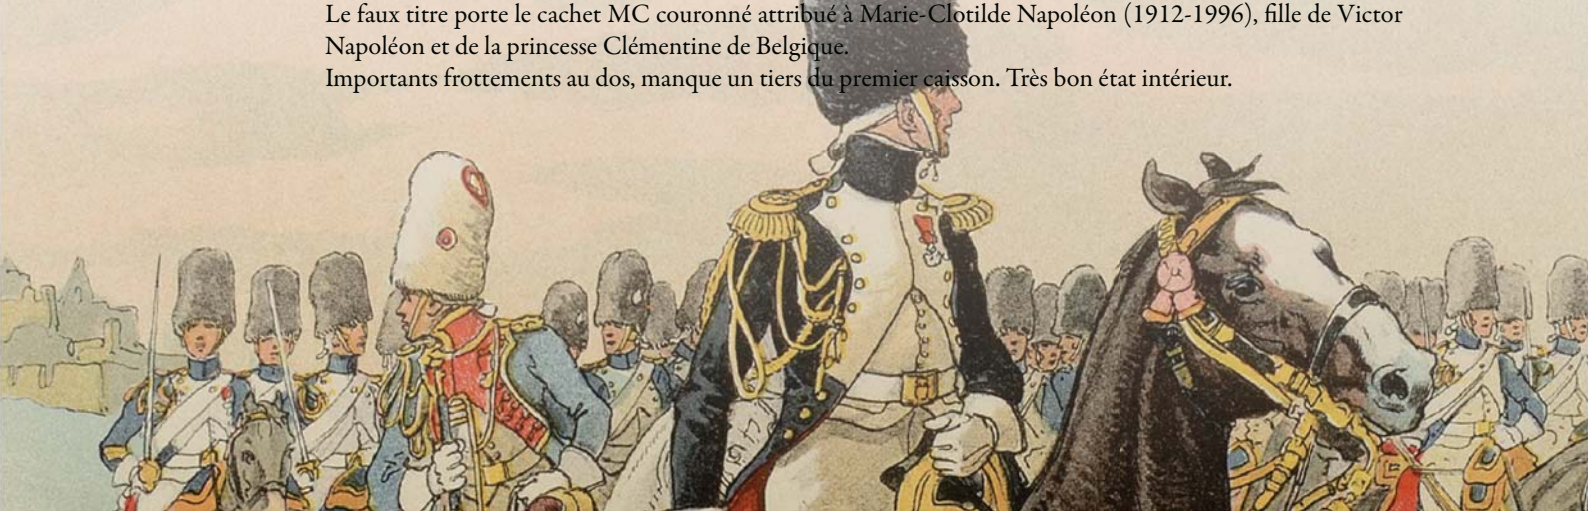 Le faux titre porte le cachet MC couronné attribué à Marie-Clotilde Napoléon (1912-1996), fille de Victor
Napoléon et de la princesse Clémentine de Belgique.
Importants frottements au dos, manque un tiers du premier caisson. Très bon état intérieur.